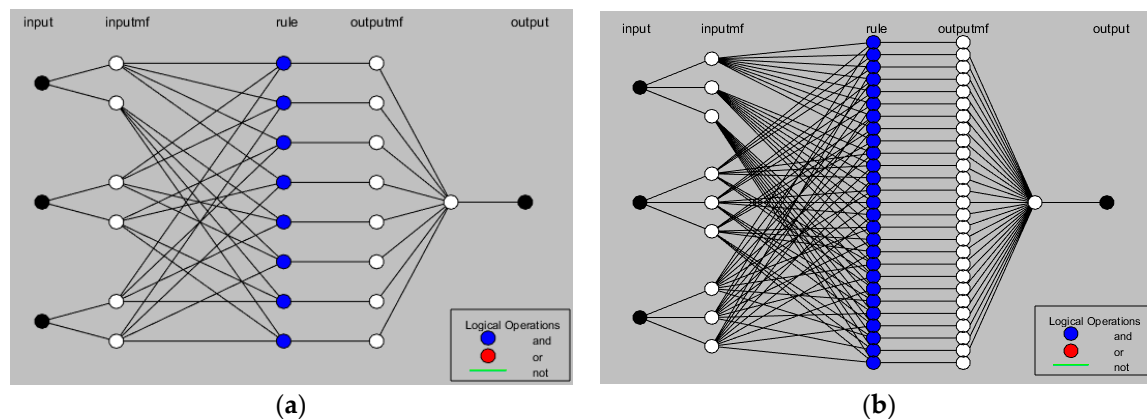 input inputmf rule outputmf output
Logical Operations
and
or
not
(a)
input inputmf rule outputmf output
Logical Operations
and
or
not
(b)